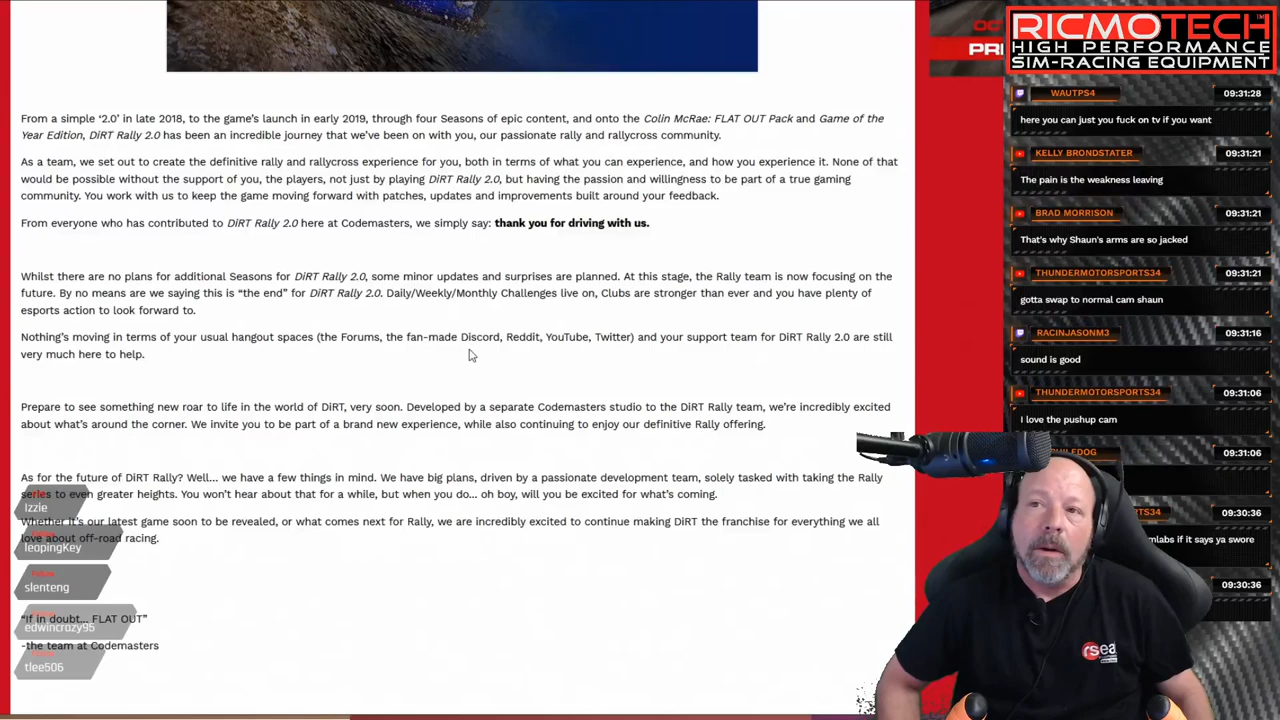 From a simple ‘2.0’ in late 2018, to the game’s launch in early 2019, through four Seasons of epic content, and onto the Colin McRae: FLAT OUT Pack and Game of the
Year Edition, DiRT Rally 2.0 has been an incredible journey that we’ve been on with you, our passionate rally and rallycross community.
As a team, we set out to create the definitive rally and rallycross experience for you, both in terms of what you can experience, and how you experience it. None of that
would be possible without the support of you, the players, not just by playing DiRT Rally 2.0, but having the passion and willingness to be part of a true gaming
community. You work with us to keep the game moving forward with patches, updates and improvements built around your feedback.
From everyone who has contributed to DiRT Rally 2.0 here at Codemasters, we simply say: thank you for driving with us.
Whilst there are no plans for additional Seasons for DiRT Rally 2.0, some minor updates and surprises are planned. At this stage, the Rally team is now focusing on the
future. By no means are we saying this is “the end” for DiRT Rally 2.0. Daily/Weekly/Monthly Challenges live on, Clubs are stronger than ever and you have plenty of
esports action to look forward to.
Nothing’s moving in terms of your usual hangout spaces (the Forums, the fan-made Discord, Reddit, YouTube, Twitter) and your support team for DiRT Rally 2.0 are still
very much here to help.
Prepare to see something new roar to life in the world of DiRT, very soon. Developed by a separate Codemasters studio to the DiRT Rally team, we’re incredibly excited
about what’s around the corner. We invite you to be part of a brand new experience, while also continuing to enjoy our definitive Rally offering.
As for the future of DiRT Rally? Well... we have a few things in mind. We have big plans, driven by a passionate development team, solely tasked with taking the Rally
series to even greater heights. You won’t hear about that for a while, but when you do... oh boy, will you be excited for what’s coming.
Whether it’s our latest game soon to be revealed, or what comes next for Rally, we are incredibly excited to continue making DiRT the franchise for everything we all
love about off-road racing.
“If in doubt... FLAT OUT”
-the team at Codemasters
Izzie
leapingKey
slenteng
edwincrazy95
tlee506
RICMOTECH
HIGH PERFORMANCE
SIM-RACING EQUIPMENT
WAUTPS4 09:31:28
here you can just you fuck on tv if you want
KELLY BRONDSTATER 09:31:21
The pain is the weakness leaving
BRAD MORRISON 09:31:21
That's why Shaun's arms are so jacked
THUNDERMOTORSPORTS34 09:31:21
gotta swap to normal cam shaun
RACINJASONM3 09:31:16
sound is good
THUNDERMOTORSPORTS34 09:31:06
I love the pushup cam
09:31:06
09:30:36
mlabs if it says ya swore
09:30:36
rsea